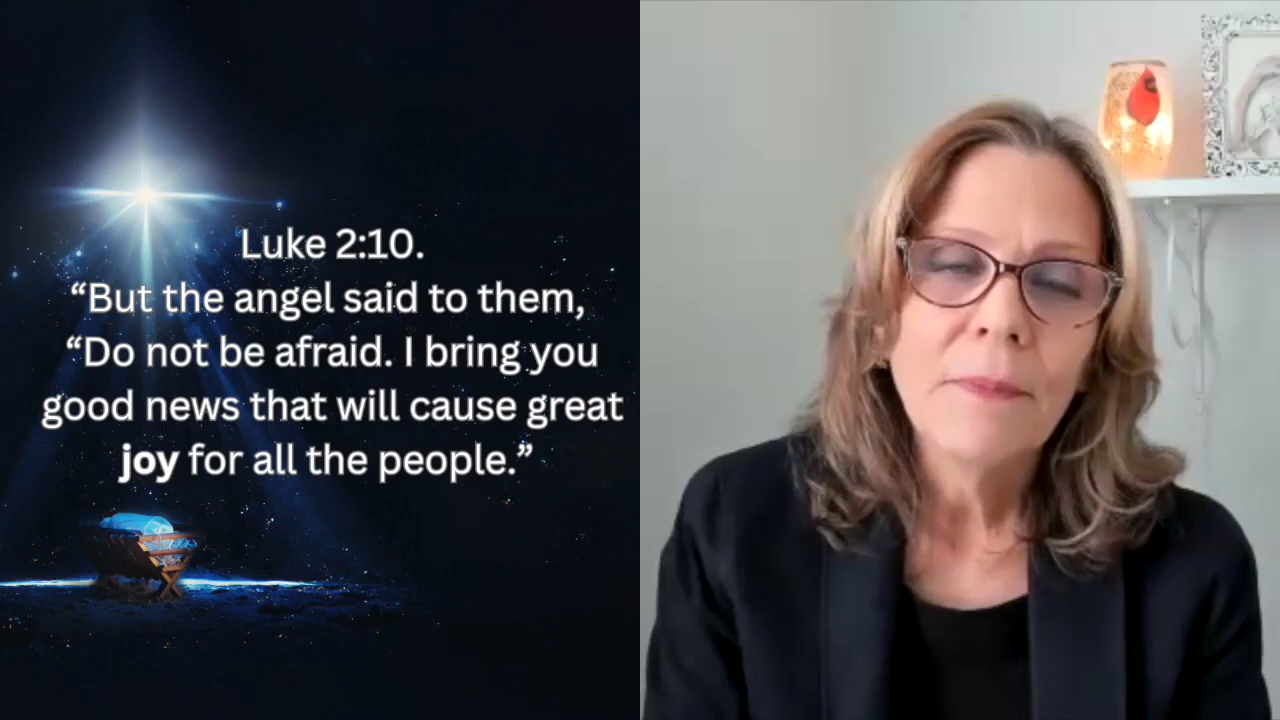 Luke 2:10.
“But the angel said to them,
“Do not be afraid. I bring you
good news that will cause great
joy for all the people.”